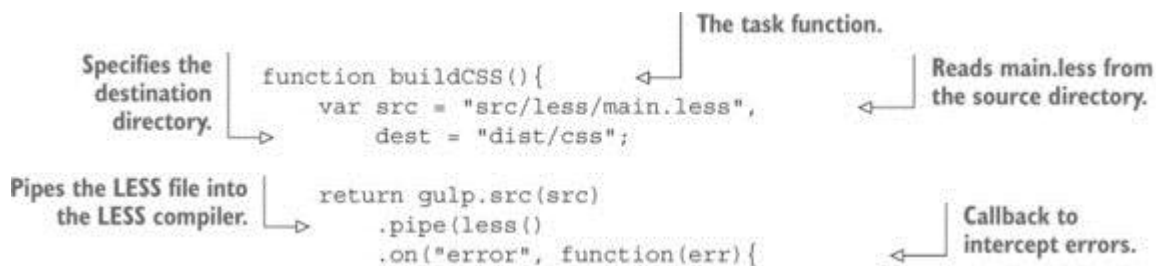 The task function.
Specifies the
destination
directory.
function buildCSS(){
Reads main.less from
the source directory.
var src = "src/less/main.less",
dest = "dist/css";
Pipes the LESS file into
the LESS compiler.
return gulp.src(src)
.pipe(less()
.on("error", function(err){
Callback to
intercept errors.